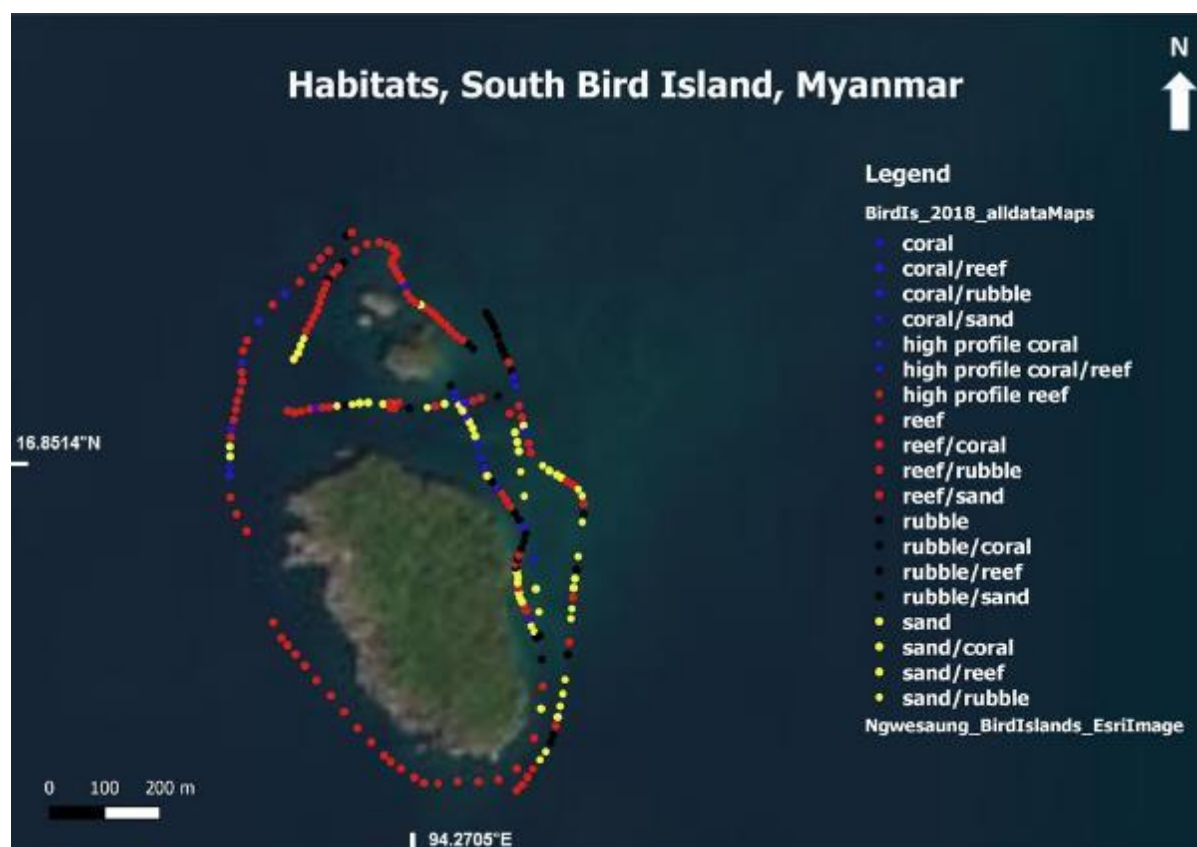 N
Habitats, South Bird Island, Myanmar
Legend
BirdIs_2018_alldataMaps
coral
coral/reef
coral/rubble
coral/sand
high profile coral
high profile coral/reef
high profile reef
reef
reef/coral
reef/rubble
reef/sand
rubble
rubble/coral
rubble/reef
rubble/sand
sand
sand/coral
sand/reef
sand/rubble
Ngwesaung_BirdIslands_EsriImage
16.8514"N
0 100 200 m
94.2705"E